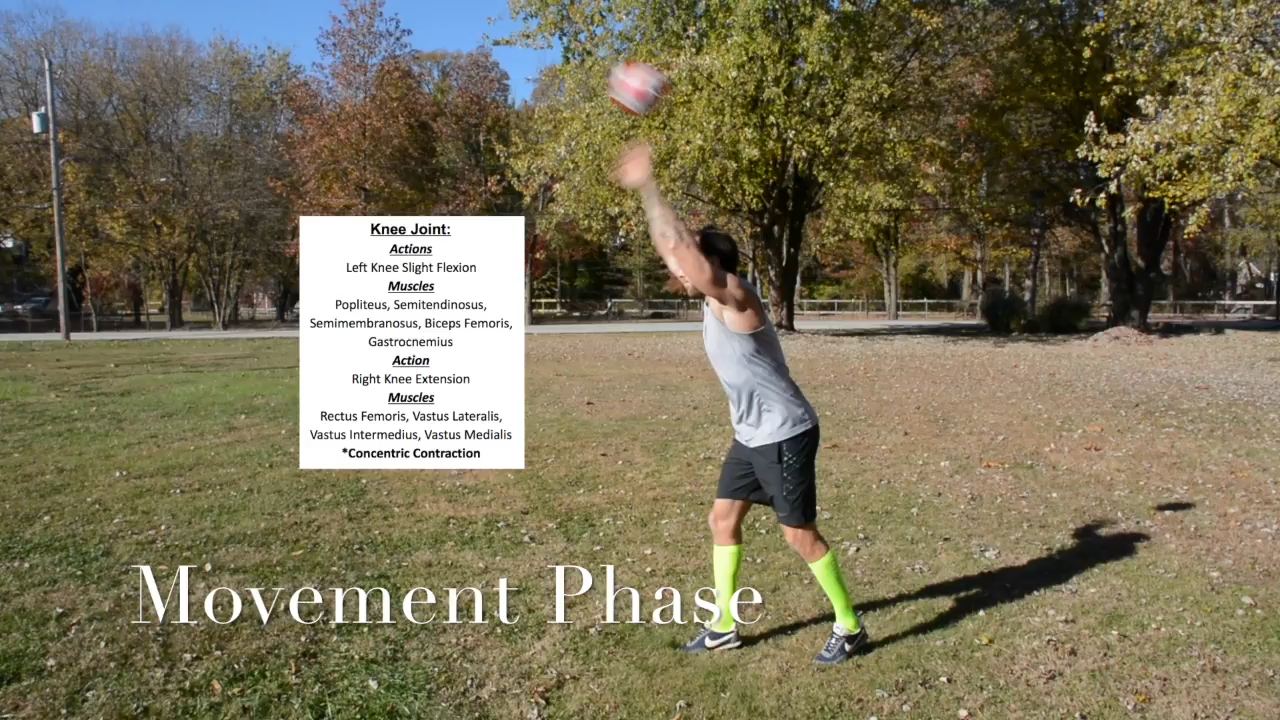 Knee Joint:
Actions
Left Knee Slight Flexion
Muscles
Popliteus, Semitendinosus,
Semimembranosus, Biceps Femoris,
Gastrocnemius
Action
Right Knee Extension
Muscles
Rectus Femoris, Vastus Lateralis,
Vastus Intermedius, Vastus Medialis
*Concentric Contraction
Movement Phase